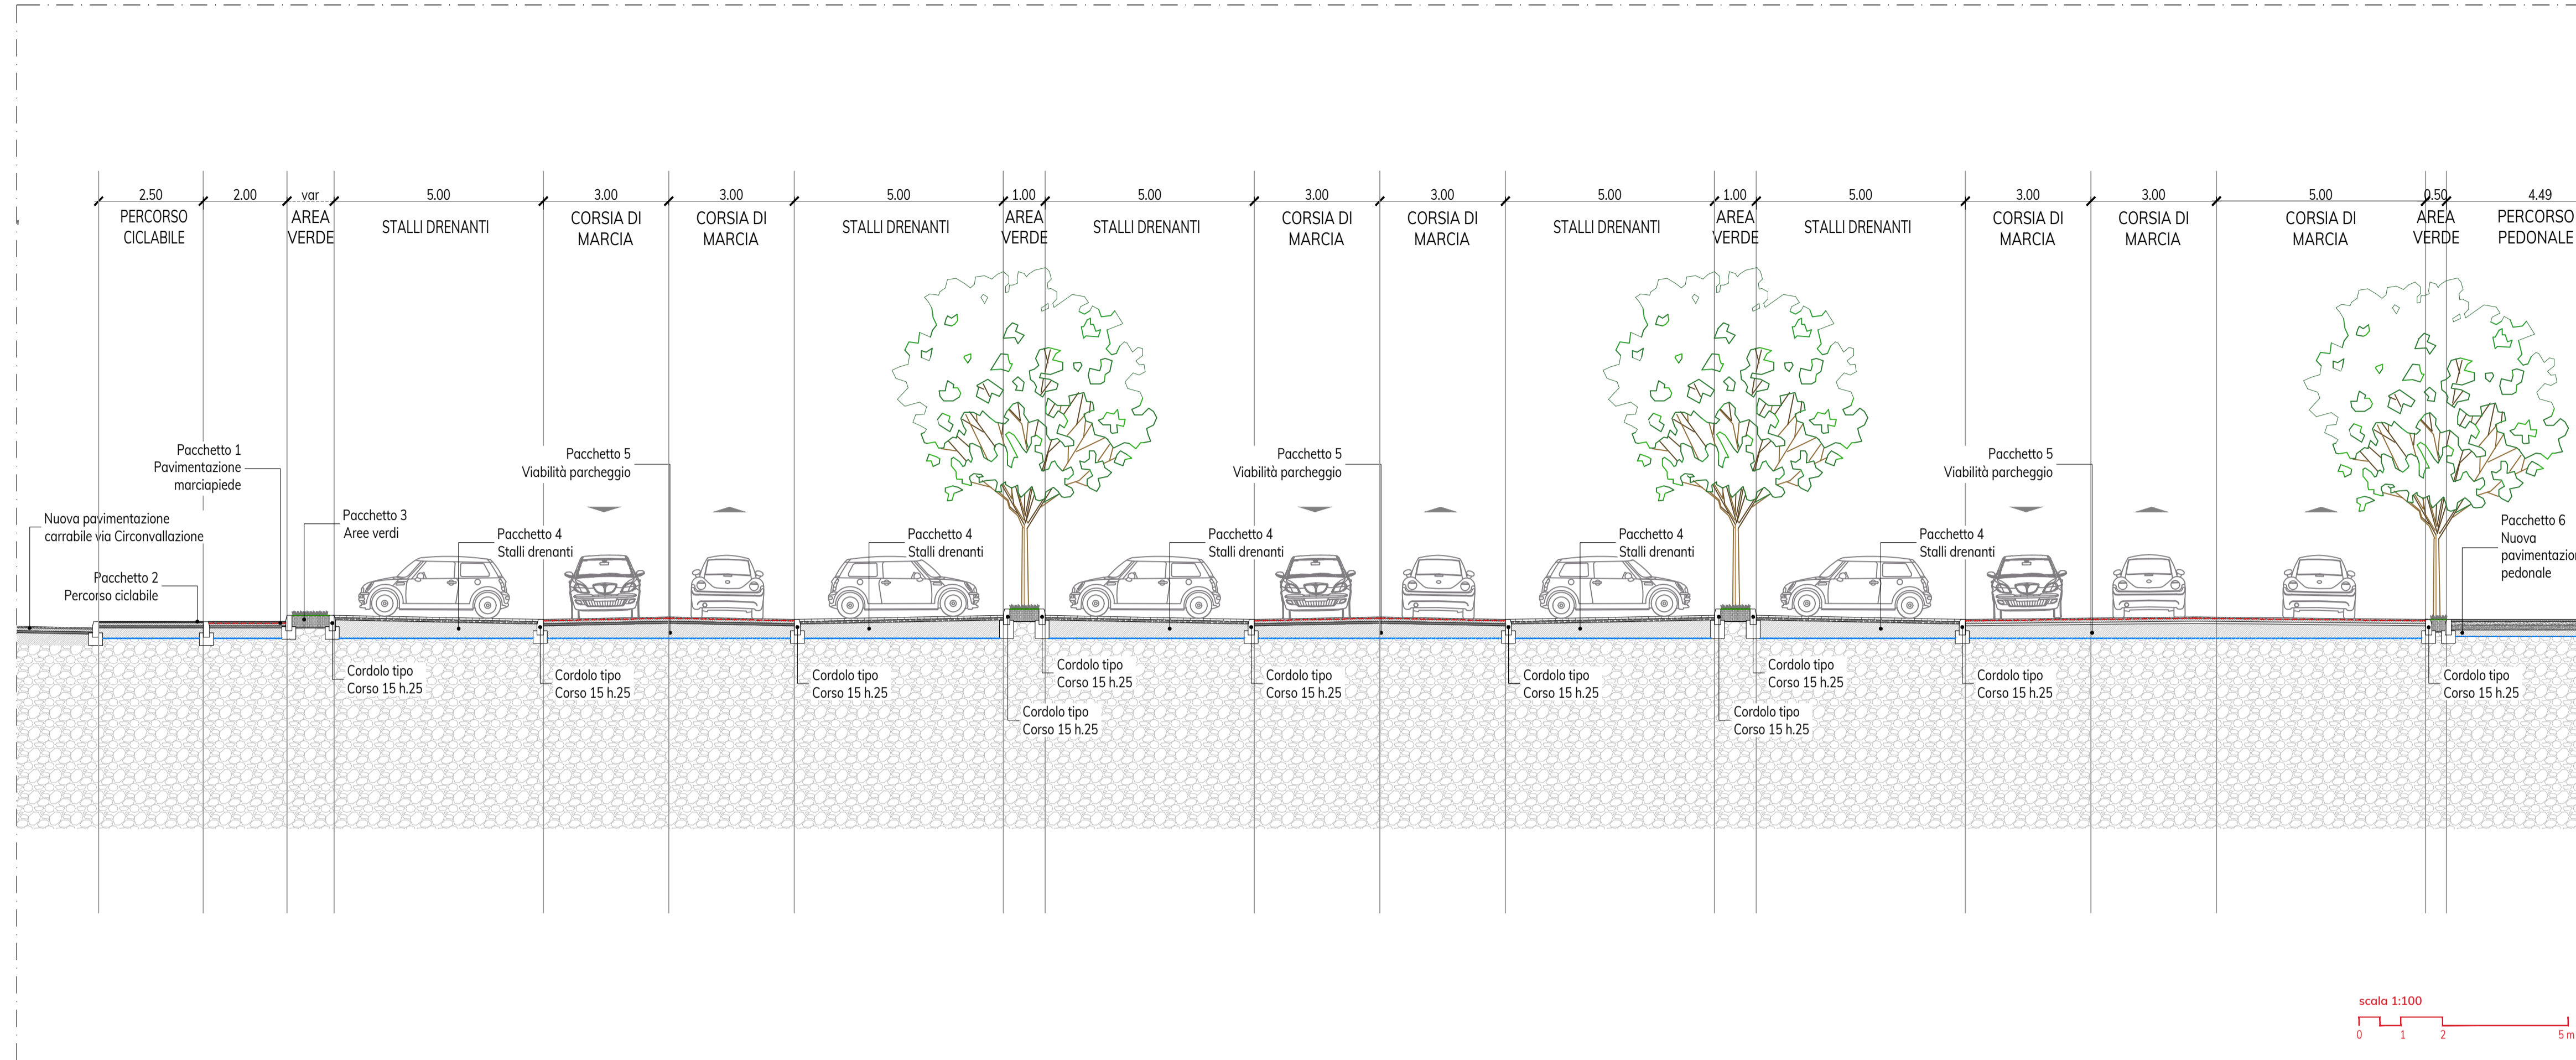 2.50 2.00 var 5.00 3.00 3.00 5.00 1.00 5.00 3.00 3.00 5.00 1.00 5.00 3.00 3.00 5.00 0.50 4.49
PERCORSO
CICLABILE
AREA
VERDE
STALLI DRENANTI
CORSIA DI
MARCIA
CORSIA DI
MARCIA
STALLI DRENANTI
AREA
VERDE
STALLI DRENANTI
CORSIA DI
MARCIA
CORSIA DI
MARCIA
STALLI DRENANTI
AREA
VERDE
STALLI DRENANTI
CORSIA DI
MARCIA
CORSIA DI
MARCIA
CORSIA DI
MARCIA
AREA
VERDE
PERCORSO
PEDONALE
Pacchetto 1
Pavimentazione
marciapiede
Nuova pavimentazione
carrabile via Circonvallazione
Pacchetto 2
Percorso ciclabile
Pacchetto 3
Aree verdi
Pacchetto 4
Stalli drenanti
Pacchetto 5
Viabilità parcheggio
Pacchetto 4
Stalli drenanti
Pacchetto 4
Stalli drenanti
Pacchetto 5
Viabilità parcheggio
Pacchetto 4
Stalli drenanti
Pacchetto 4
Stalli drenanti
Pacchetto 5
Viabilità parcheggio
Pacchetto 6
Nuova
pavimentazio
pedonale
Cordolo tipo
Corso 15 h.25
Cordolo tipo
Corso 15 h.25
Cordolo tipo
Corso 15 h.25
Cordolo tipo
Corso 15 h.25
Cordolo tipo
Corso 15 h.25
Cordolo tipo
Corso 15 h.25
Cordolo tipo
Corso 15 h.25
Cordolo tipo
Corso 15 h.25
Cordolo tipo
Corso 15 h.25
Cordolo tipo
Corso 15 h.25
Cordolo tipo
Corso 15 h.25
scala 1:100
0 1 2 5 m